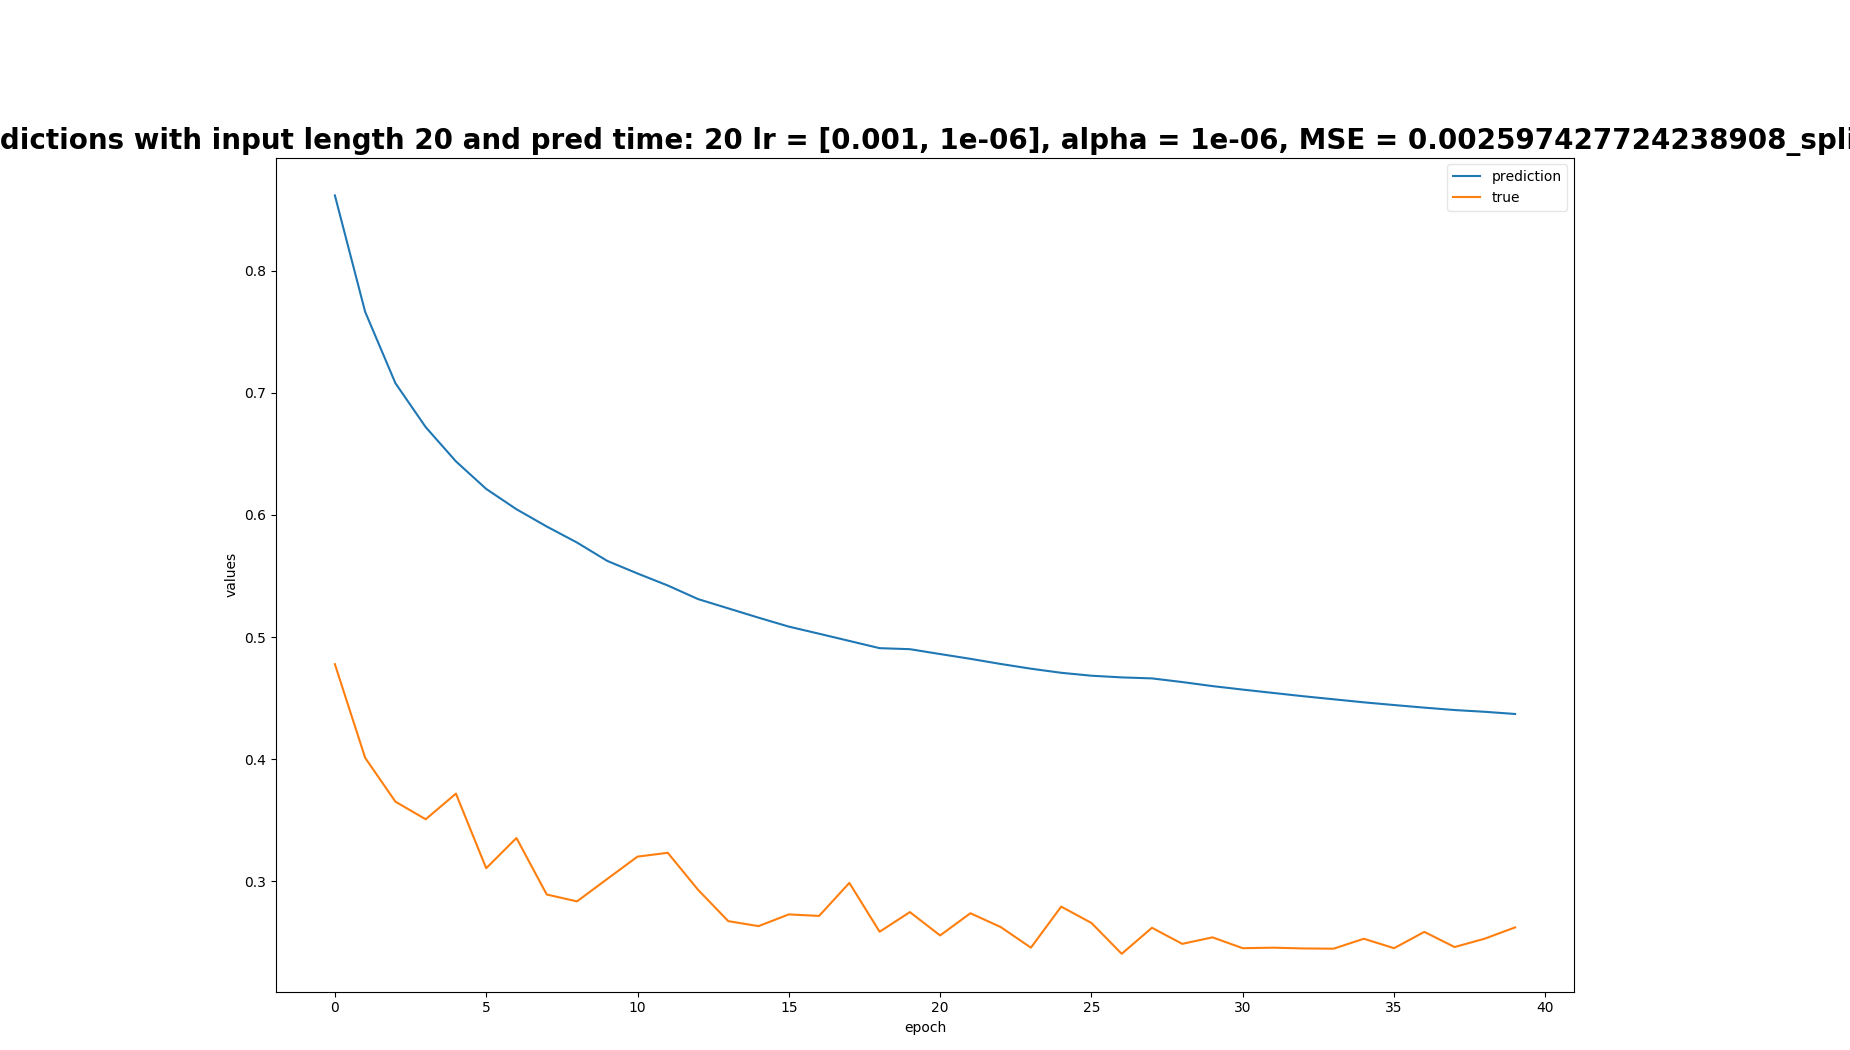 dictions with input length 20 and pred time: 20 lr = [0.001, 1e-06], alpha = 1e-06, MSE = 0.002597427724238908_spli
prediction
true
0.8
0.7
0.6
0.5
0.4
0.3
values
0 5 10 15 20 25 30 35 40
epoch